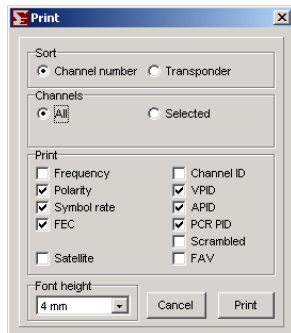 Print
Sort
Channel number Transponder
Channels
All Selected
Print
Frequency Channel ID
Polarity VPID
Symbol rate APID
FEC PCR PID
Scrambled
Satellite FAV
Font height
4 mm Cancel Print